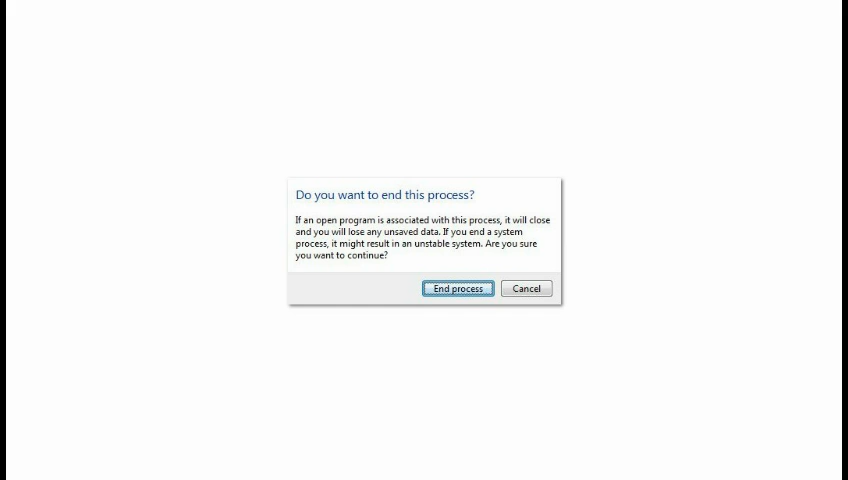 Do you want to end this process?
If an open program is associated with this process, it will close
and you will lose any unsaved data. If you end a system
process, it might result in an unstable system. Are you sure
you want to continue?
End process
Cancel